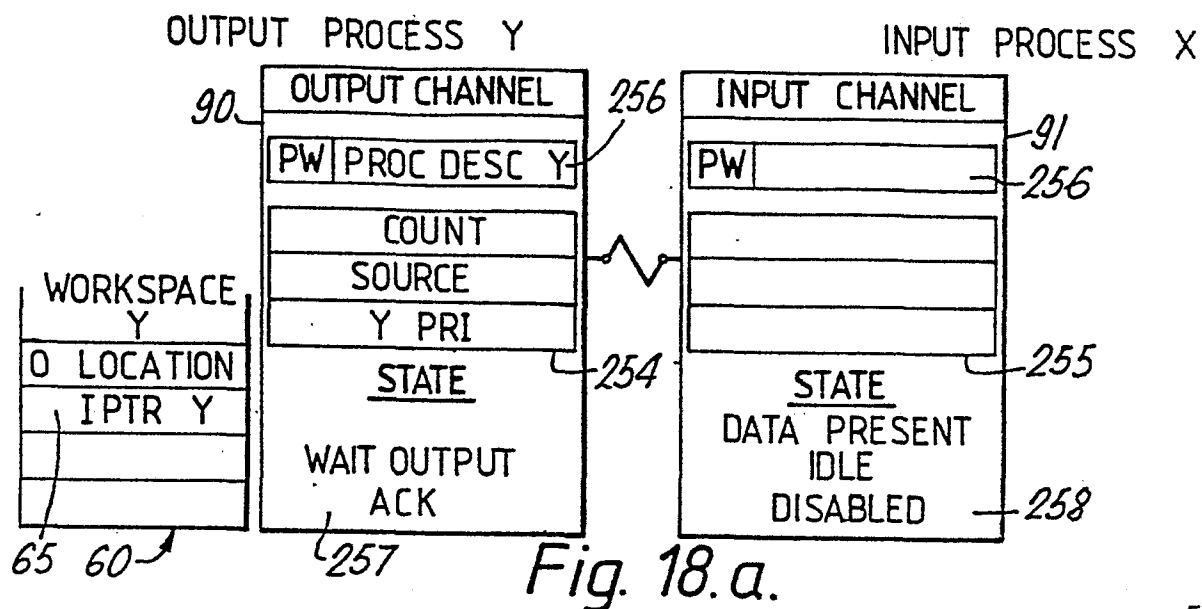 OUTPUT PROCESS Y
INPUT PROCESS X
OUTPUT CHANNEL
INPUT CHANNEL
90
256
91
PW PROC DESC Y
PW
256
COUNT
SOURCE
Y PRI
254
255
WORKSPACE
Y
0 LOCATION
IPTR Y
65
60
STATE
WAIT OUTPUT
ACK
257
STATE
DATA PRESENT
IDLE
DISABLED
258
Fig. 18.a.